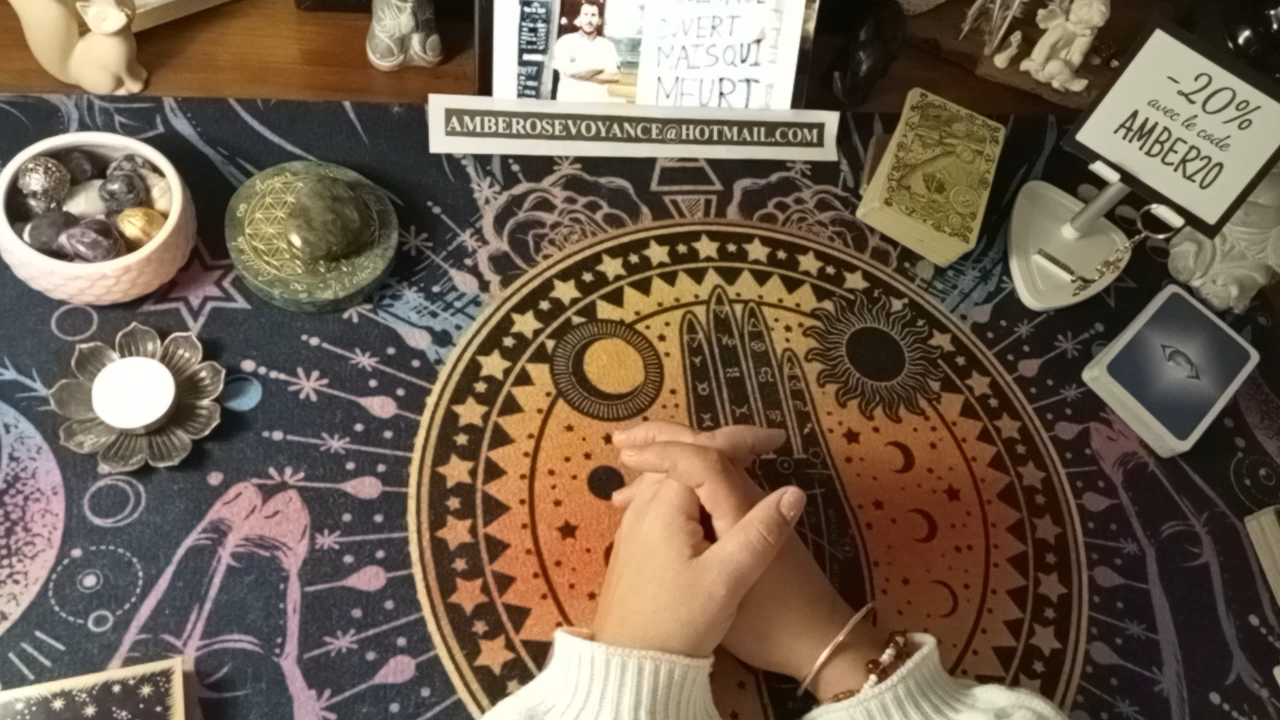 OUVERT
MAIS QUI
MEURT
AMBEROSEVOYANCE@HOTMAIL.COM
-20%
avec le code
AMBER20